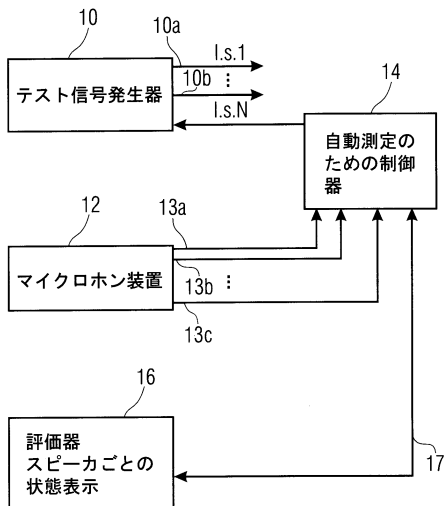 10
10a
l.s.1
テスト信号発生器
10b
l.s.N
14
自動測定の
ための制御
器
12
13a
マイクロホン装置
13b
13c
16
評価器
スピーカごとの
状態表示
17